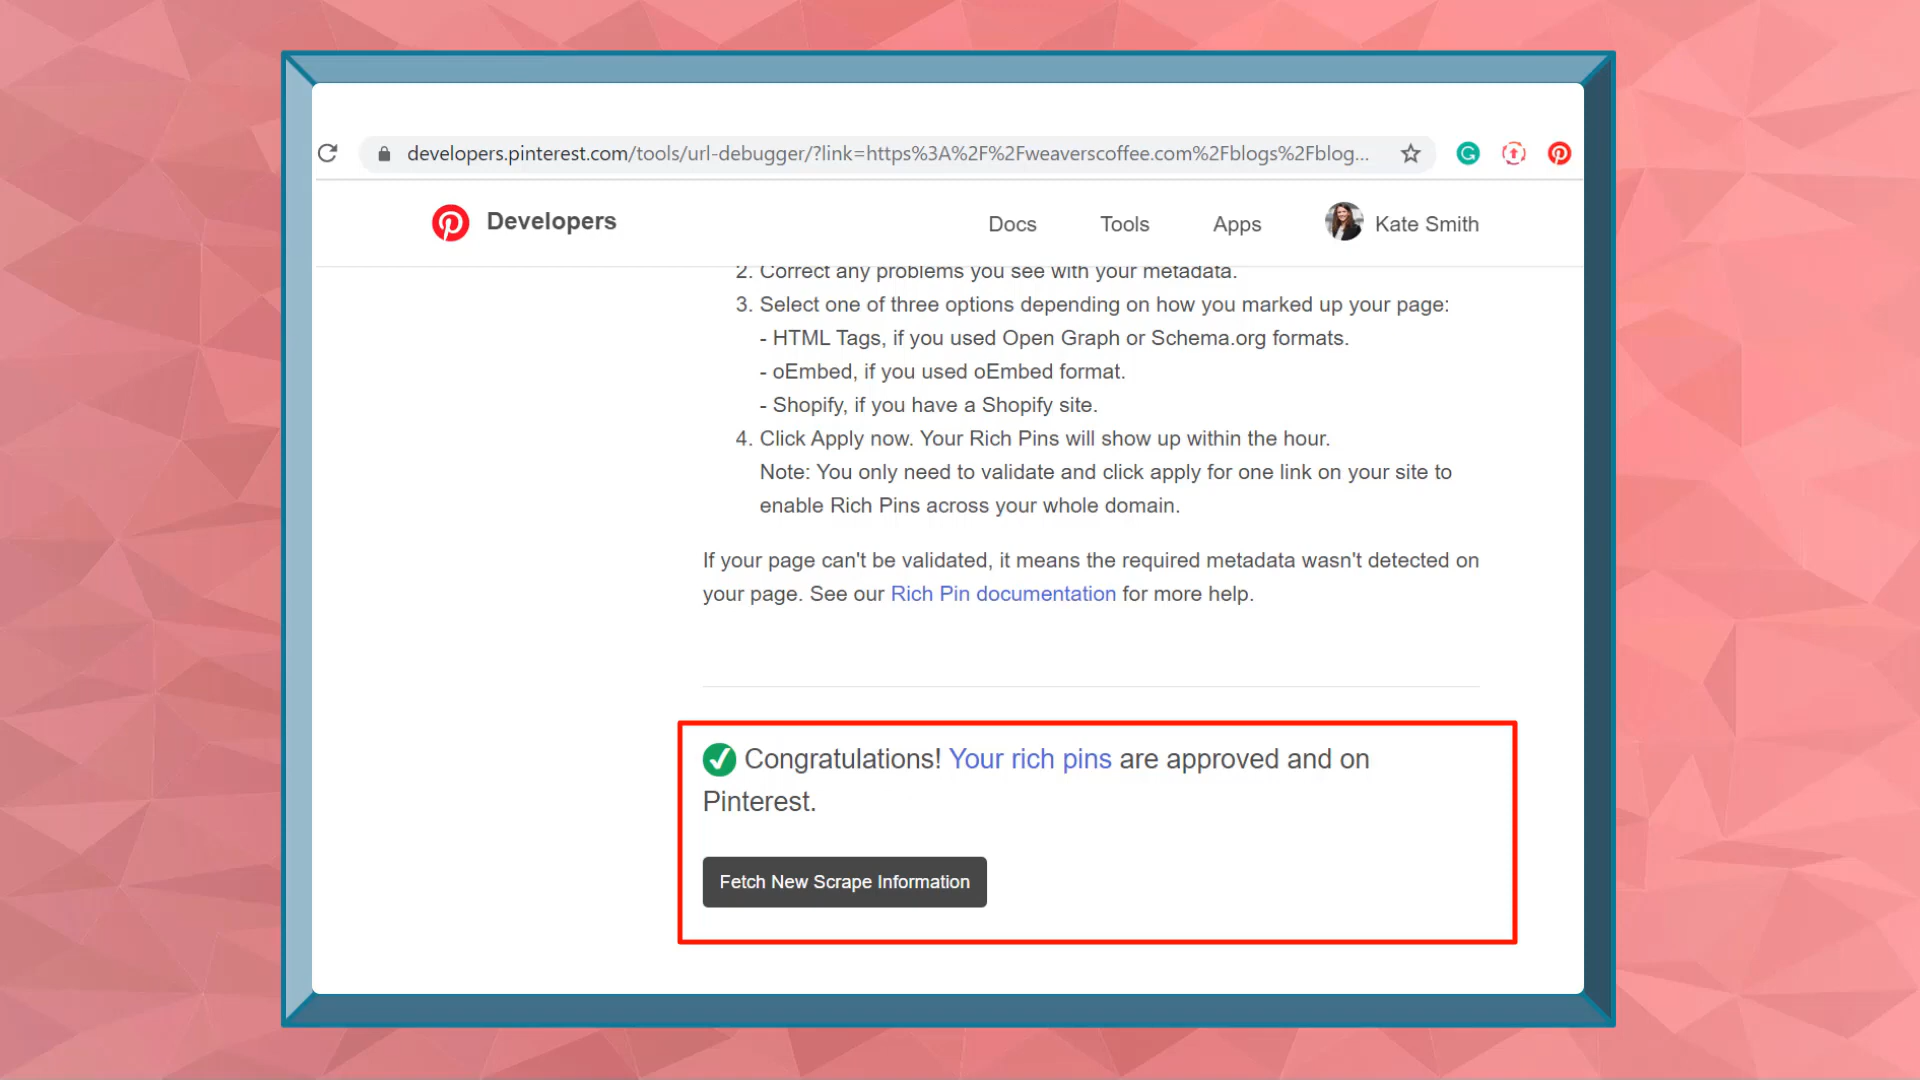 developers.pinterest.com/tools/url-debugger/?link=https%3A%2F%2Fweaverscoffee.com%2Fblogs%2Fblog...
Developers
Docs
Tools
Apps
Kate Smith
2. Correct any problems you see with your metadata.
3. Select one of three options depending on how you marked up your page:
- HTML Tags, if you used Open Graph or Schema.org formats.
- oEmbed, if you used oEmbed format.
- Shopify, if you have a Shopify site.
4. Click Apply now. Your Rich Pins will show up within the hour.
Note: You only need to validate and click apply for one link on your site to
enable Rich Pins across your whole domain.
If your page can't be validated, it means the required metadata wasn't detected on
your page. See our Rich Pin documentation for more help.
Congratulations! Your rich pins are approved and on
Pinterest.
Fetch New Scrape Information